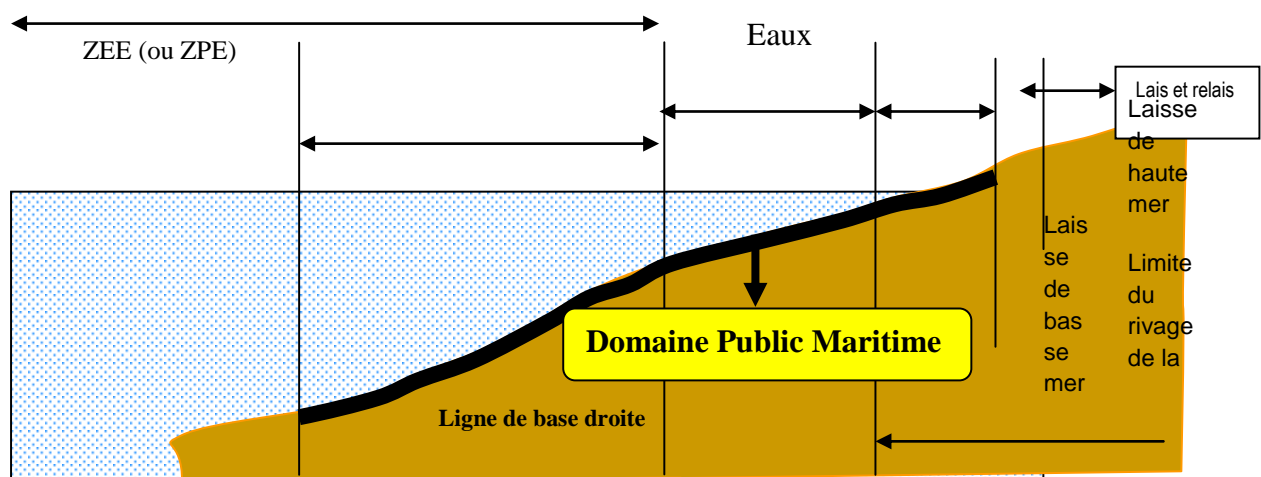 Eaux
ZEE (ou ZPE)
Lais et relais
Laisse
de
haute
mer
Limite
du
rivage
de la
Lais
se
de
bas
se
mer
Domaine Public Maritime
Ligne de base droite